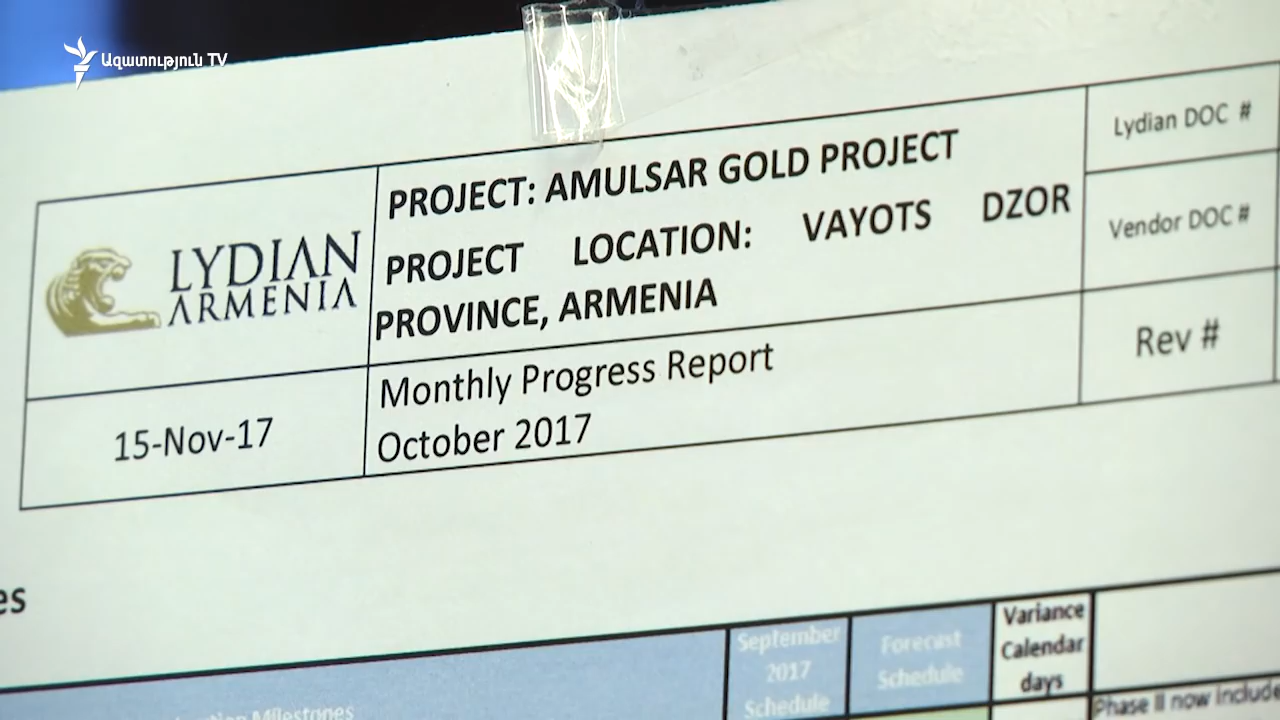 Ազատություն TV
LYDIAN
ARMENIA
PROJECT: AMULSAR GOLD PROJECT
PROJECT LOCATION: VAYOTS DZOR
PROVINCE, ARMENIA
Lydian DOC #
Vendor DOC #
15-Nov-17
Monthly Progress Report
October 2017
Rev #
es
Milestones
September
2017
Schedule
Forecast
Schedule
Variance
Calendar
days
Phase II now include